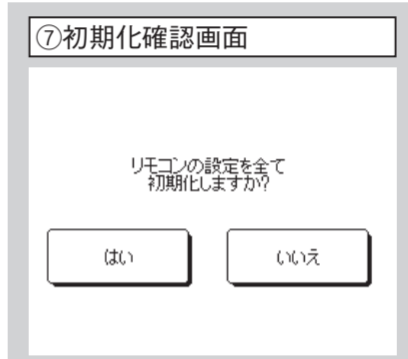 ⑦初期化確認画面
リモコンの設定を全て
初期化しますか?
はい
いいえ